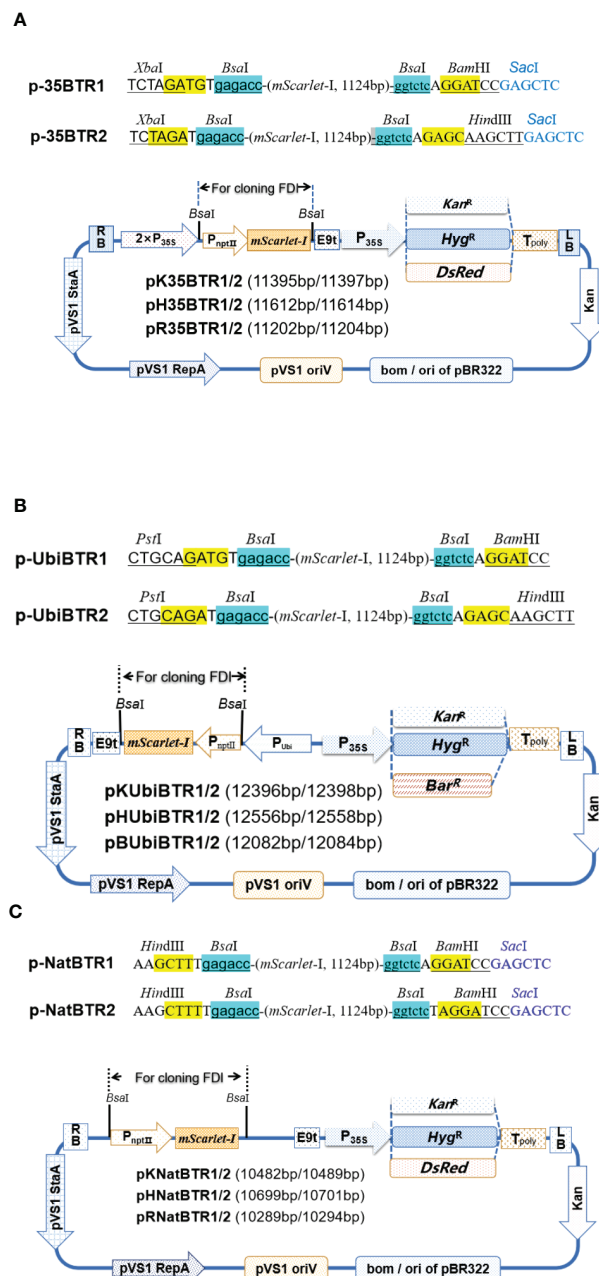 A
XbaI BsaI BsaI BamHI SacI
p-35BTR1 TCTAGATGTgagacc-(mScarlet-I, 1124bp)-ggtctcAGGATCCGAGCTC
XbaI BsaI BsaI HindIII SacI
p-35BTR2 TCTAGATgagacc-(mScarlet-I, 1124bp)-ggtctcAGAGCAAGCTTGAGCTC
For cloning FDI
BsaI BsaI
Kanᴿ
RB 2×P35S PnptII mScarlet-I E9t P35S Hygᴿ Tpoly LB
DsRed
pVS1 StaA
Kan
pK35BTR1/2 (11395bp/11397bp)
pH35BTR1/2 (11612bp/11614bp)
pR35BTR1/2 (11202bp/11204bp)
pVS1 RepA pVS1 oriV bom / ori of pBR322
B
PstI BsaI BsaI BamHI
p-UbiBTR1 CTGCAGATGTgagacc-(mScarlet-I, 1124bp)-ggtctcAGGATCC
PstI BsaI BsaI HindIII
p-UbiBTR2 CTGCAGATgagacc-(mScarlet-I, 1124bp)-ggtctcAGAGCAAGCTT
For cloning FDI
BsaI BsaI
Kanᴿ
RB E9t mScarlet-I PnptII PUbi P35S Hygᴿ Tpoly LB
Barᴿ
pVS1 StaA
Kan
pKUbiBTR1/2 (12396bp/12398bp)
pHUbiBTR1/2 (12556bp/12558bp)
pBUbiBTR1/2 (12082bp/12084bp)
pVS1 RepA pVS1 oriV bom / ori of pBR322
C
HindIII BsaI BsaI BamHI SacI
p-NatBTR1 AAGCTTTgagacc-(mScarlet-I, 1124bp)-ggtctcAGGATCCGAGCTC
HindIII BsaI BsaI BamHI SacI
p-NatBTR2 AAGCTTTTgagacc-(mScarlet-I, 1124bp)-ggtctcTAGGATCCGAGCTC
For cloning FDI
BsaI BsaI
Kanᴿ
RB PnptII mScarlet-I E9t P35S Hygᴿ Tpoly LB
DsRed
pVS1 StaA
Kan
pKNatBTR1/2 (10482bp/10489bp)
pHNatBTR1/2 (10699bp/10701bp)
pRNatBTR1/2 (10289bp/10294bp)
pVS1 RepA pVS1 oriV bom / ori of pBR322